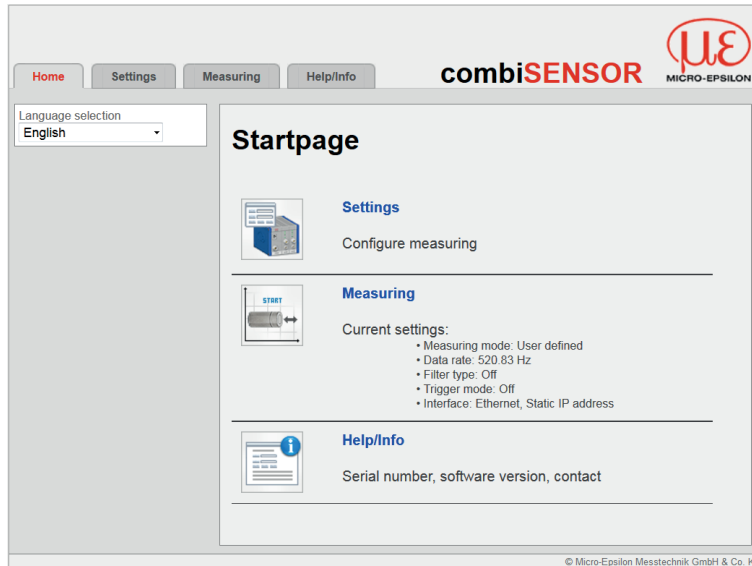 Home
Settings
Measuring
Help/Info
combiSENSOR
με
MICRO-EPSILON
Language selection
English
Startpage
Settings
Configure measuring
START
Measuring
Current settings:
• Measuring mode: User defined
• Data rate: 520.83 Hz
• Filter type: Off
• Trigger mode: Off
• Interface: Ethernet, Static IP address
i
Help/Info
Serial number, software version, contact
© Micro-Epsilon Messtechnik GmbH & Co.